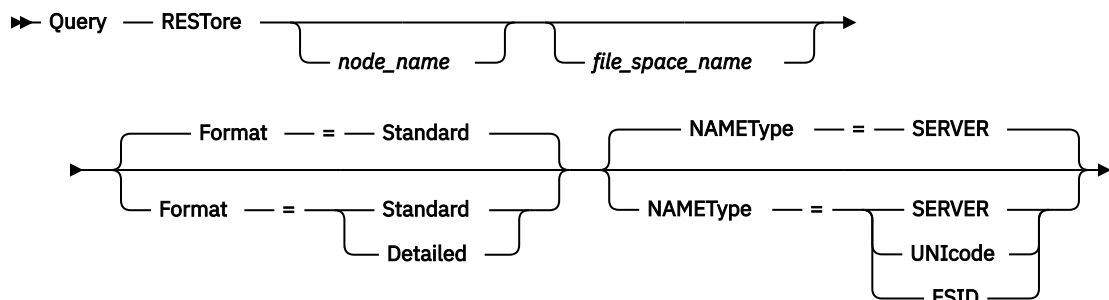 Query RESTore
node_name file_space_name
Format = Standard NAMEType = SERVER
Format = Standard NAMEType = SERVER
Detailed UNIcode
FSID